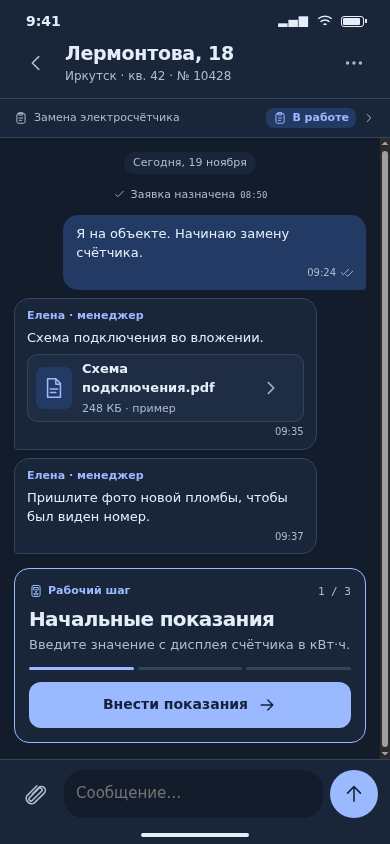 9:41
Лермонтова, 18
Иркутск · кв. 42 · № 10428
Замена электросчётчика
В работе
Сегодня, 19 ноября
Заявка назначена 08:50
Я на объекте. Начинаю замену
счётчика.
09:24
Елена · менеджер
Схема подключения во вложении.
Схема
подключения.pdf
248 КБ · пример
09:35
Елена · менеджер
Пришлите фото новой пломбы, чтобы
был виден номер.
09:37
Рабочий шаг
1 / 3
Начальные показания
Введите значение с дисплея счётчика в кВт·ч.
Внести показания
Сообщение…